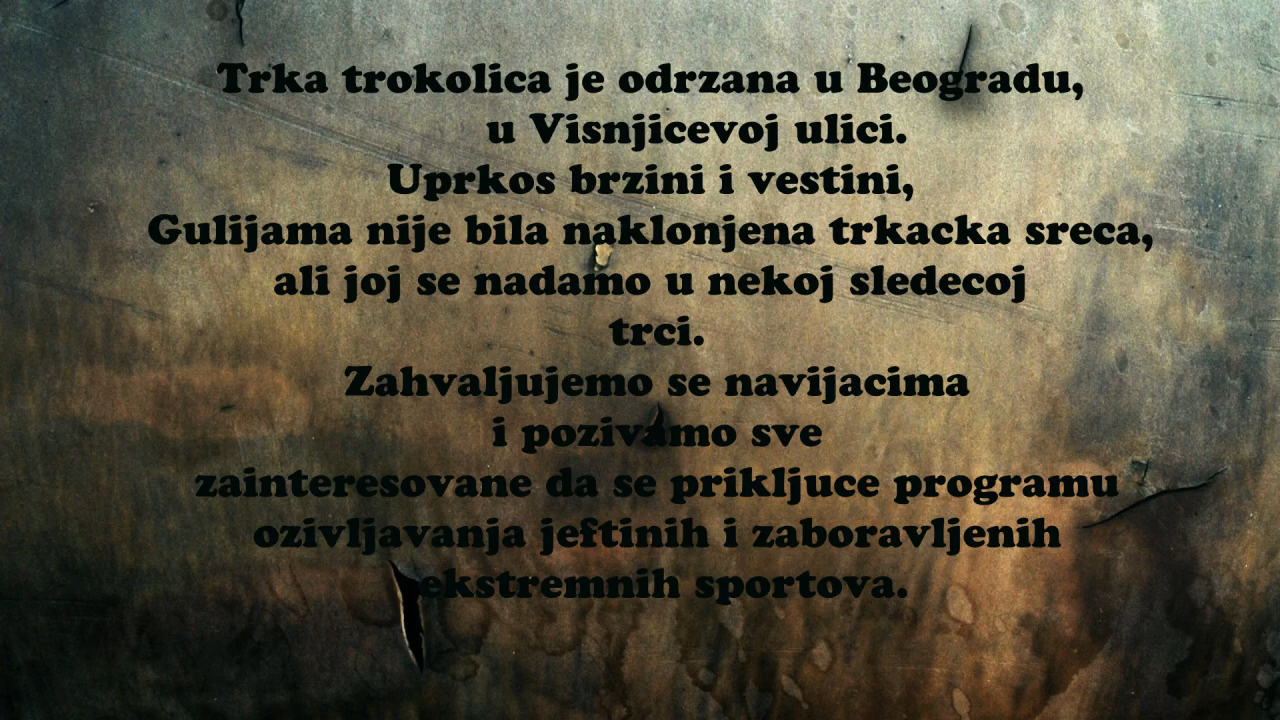 Trka trokolica je odrzana u Beogradu,
u Visnjicevoj ulici.
Uprkos brzini i vestini,
Gulijama nije bila naklonjena trkacka sreca,
ali joj se nadamo u nekoj sledecoj
trci.
Zahvaljujemo se navijacima
i pozivamo sve
zainteresovane da se prikljuce programu
ozivljavanja jeftinih i zaboravljenih
ekstremnih sportova.